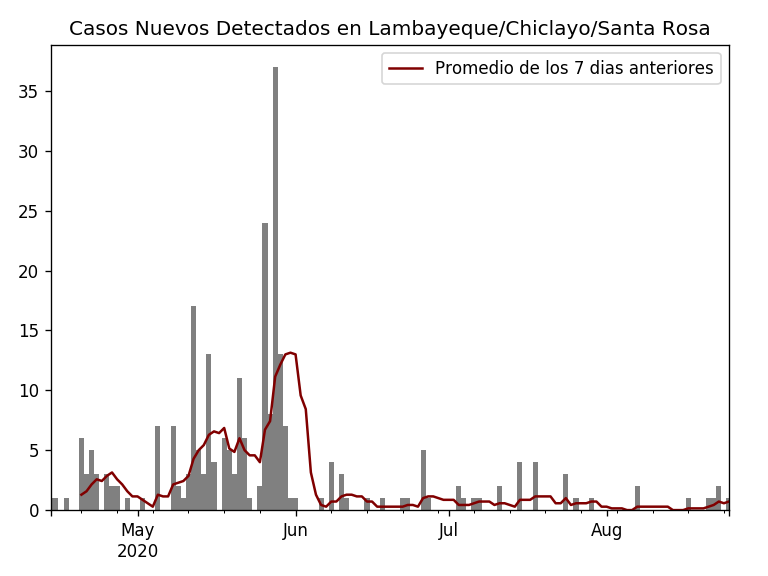 Casos Nuevos Detectados en Lambayeque/Chiclayo/Santa Rosa
Promedio de los 7 dias anteriores
35
30
25
20
15
10
5
0
May
2020
Jun
Jul
Aug